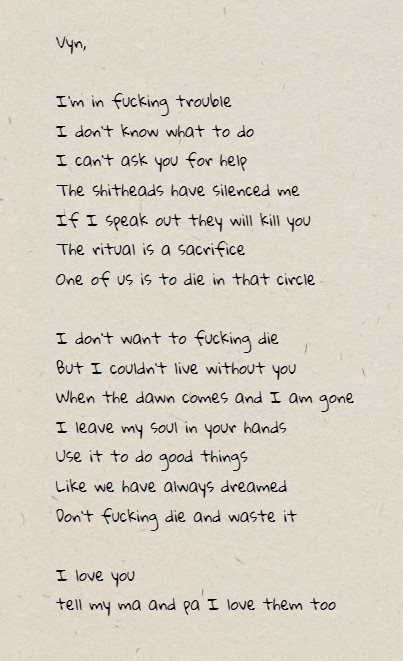 Vyn,
I'm in fucking trouble
I don't know what to do
I can't ask you for help
The shitheads have silenced me
If I speak out they will kill you
The ritual is a sacrifice
One of us is to die in that circle
I don't want to fucking die
But I couldn't live without you
When the dawn comes and I am gone
I leave my soul in your hands
Use it to do good things
Like we have always dreamed
Don't fucking die and waste it
I love you
tell my ma and pa I love them too